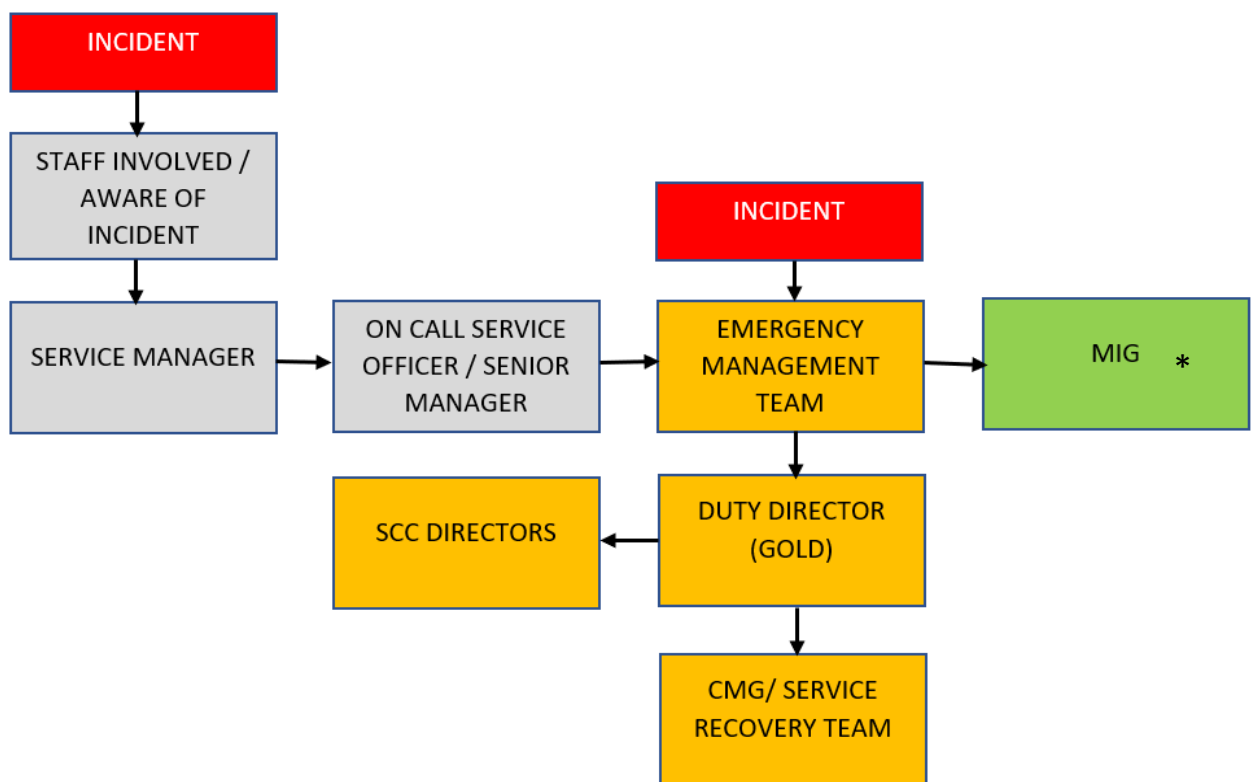 INCIDENT
STAFF INVOLVED /
AWARE OF
INCIDENT
INCIDENT
SERVICE MANAGER
ON CALL SERVICE
OFFICER / SENIOR
MANAGER
EMERGENCY
MANAGEMENT
TEAM
MIG *
SCC DIRECTORS
DUTY DIRECTOR
(GOLD)
CMG/ SERVICE
RECOVERY TEAM